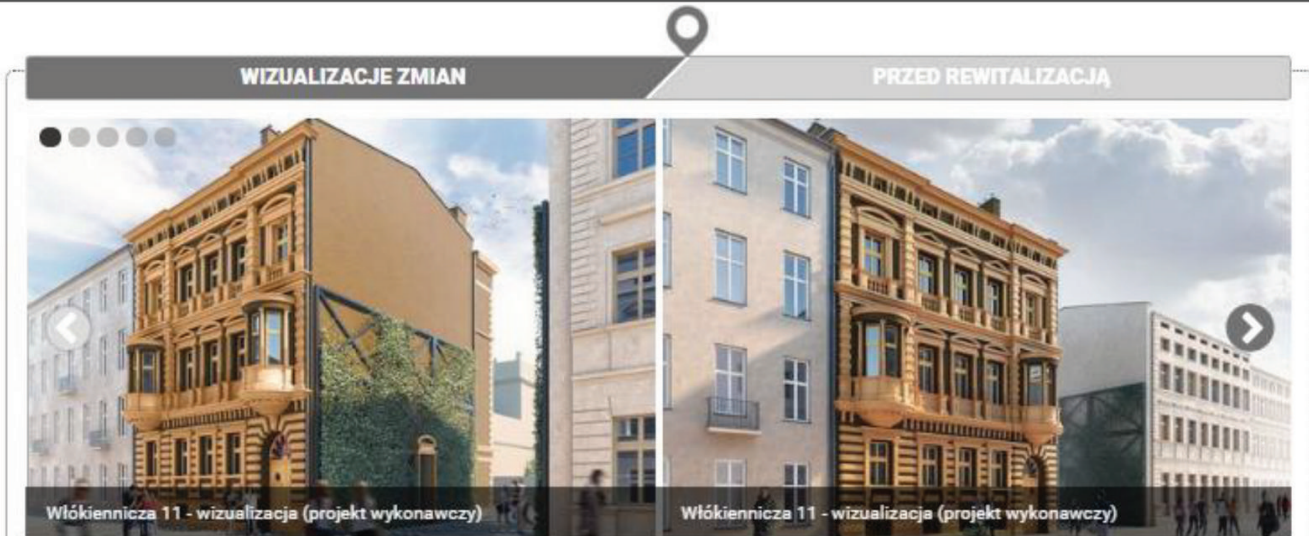 WIZUALIZACJE ZMIAN
PRZED REWITALIZACJĄ
Włókiennicza 11 - wizualizacja (projekt wykonawczy)
Włókiennicza 11 - wizualizacja (projekt wykonawczy)